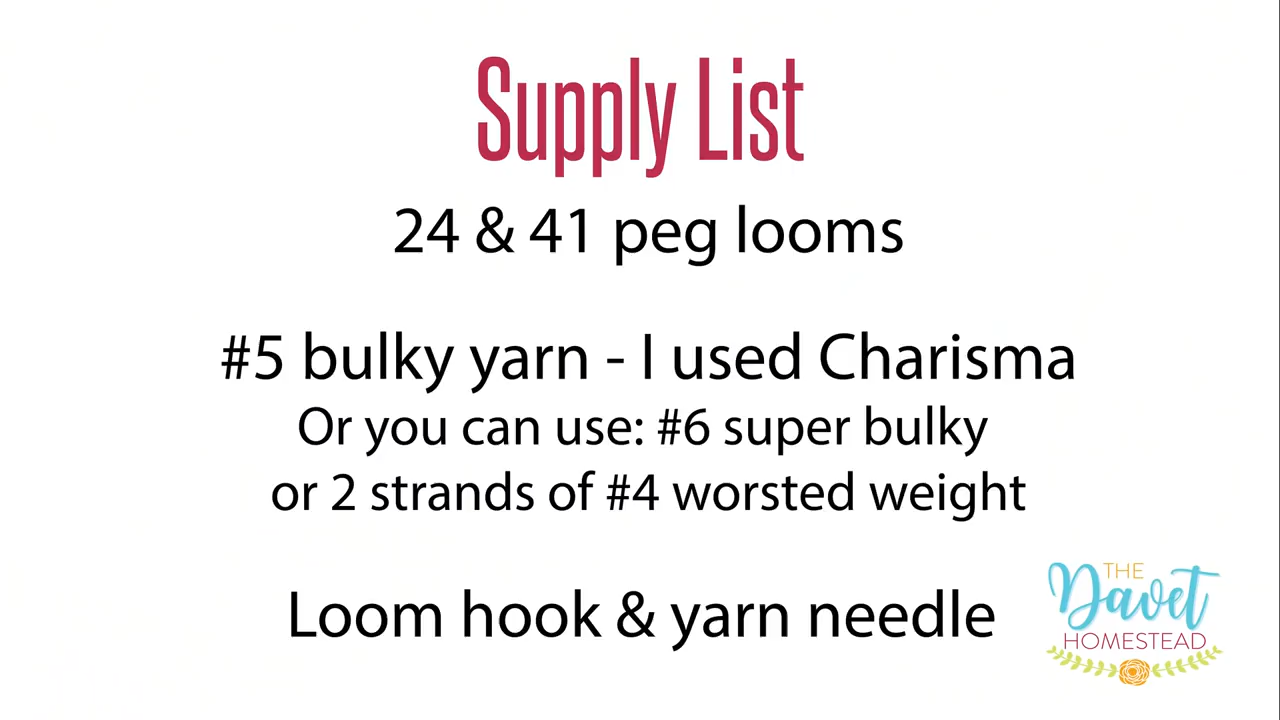 Supply List
24 & 41 peg looms
#5 bulky yarn - I used Charisma
Or you can use: #6 super bulky
or 2 strands of #4 worsted weight
Loom hook & yarn needle
THE
Davet
HOMESTEAD